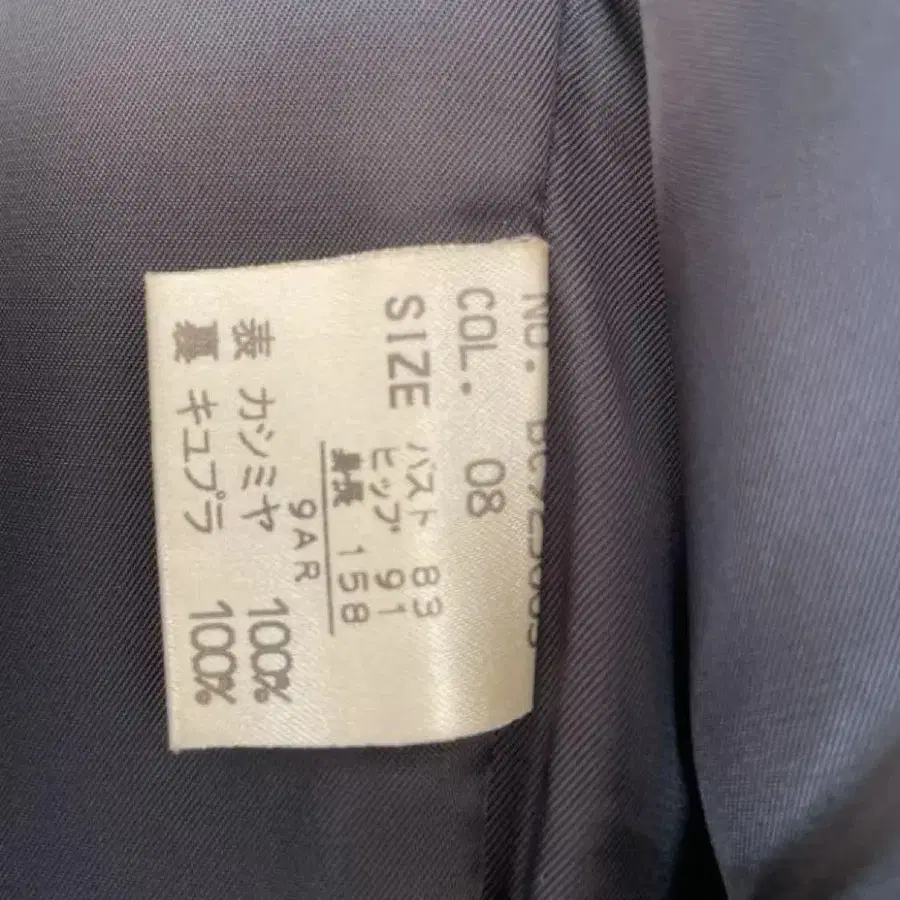 NO.
COL. 08
SIZE バスト 83
ヒップ 91
身長 158
9AR
表 カシミヤ 100%
裏 キュプラ 100%